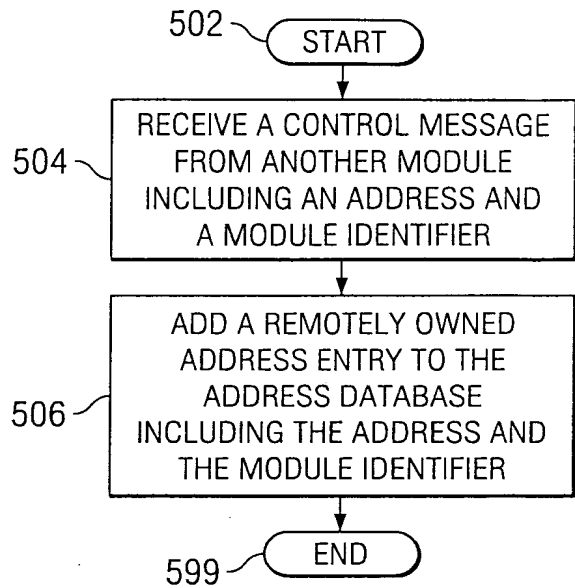 502
START
504
RECEIVE A CONTROL MESSAGE
FROM ANOTHER MODULE
INCLUDING AN ADDRESS AND
A MODULE IDENTIFIER
506
ADD A REMOTELY OWNED
ADDRESS ENTRY TO THE
ADDRESS DATABASE
INCLUDING THE ADDRESS AND
THE MODULE IDENTIFIER
599
END